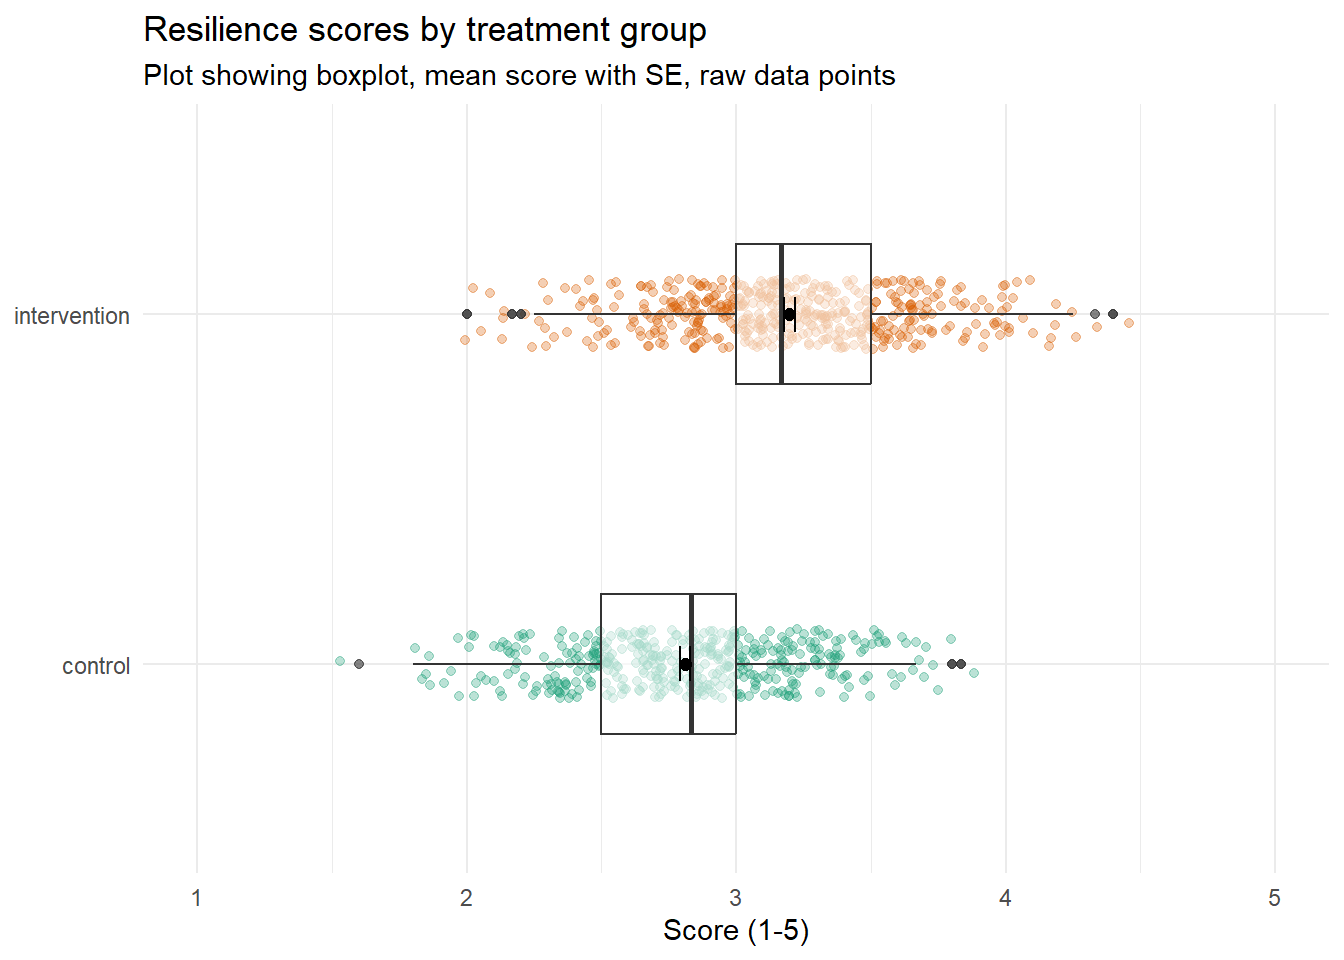 Resilience scores by treatment group
Plot showing boxplot, mean score with SE, raw data points
intervention
control
1 2 3 4 5
Score (1-5)